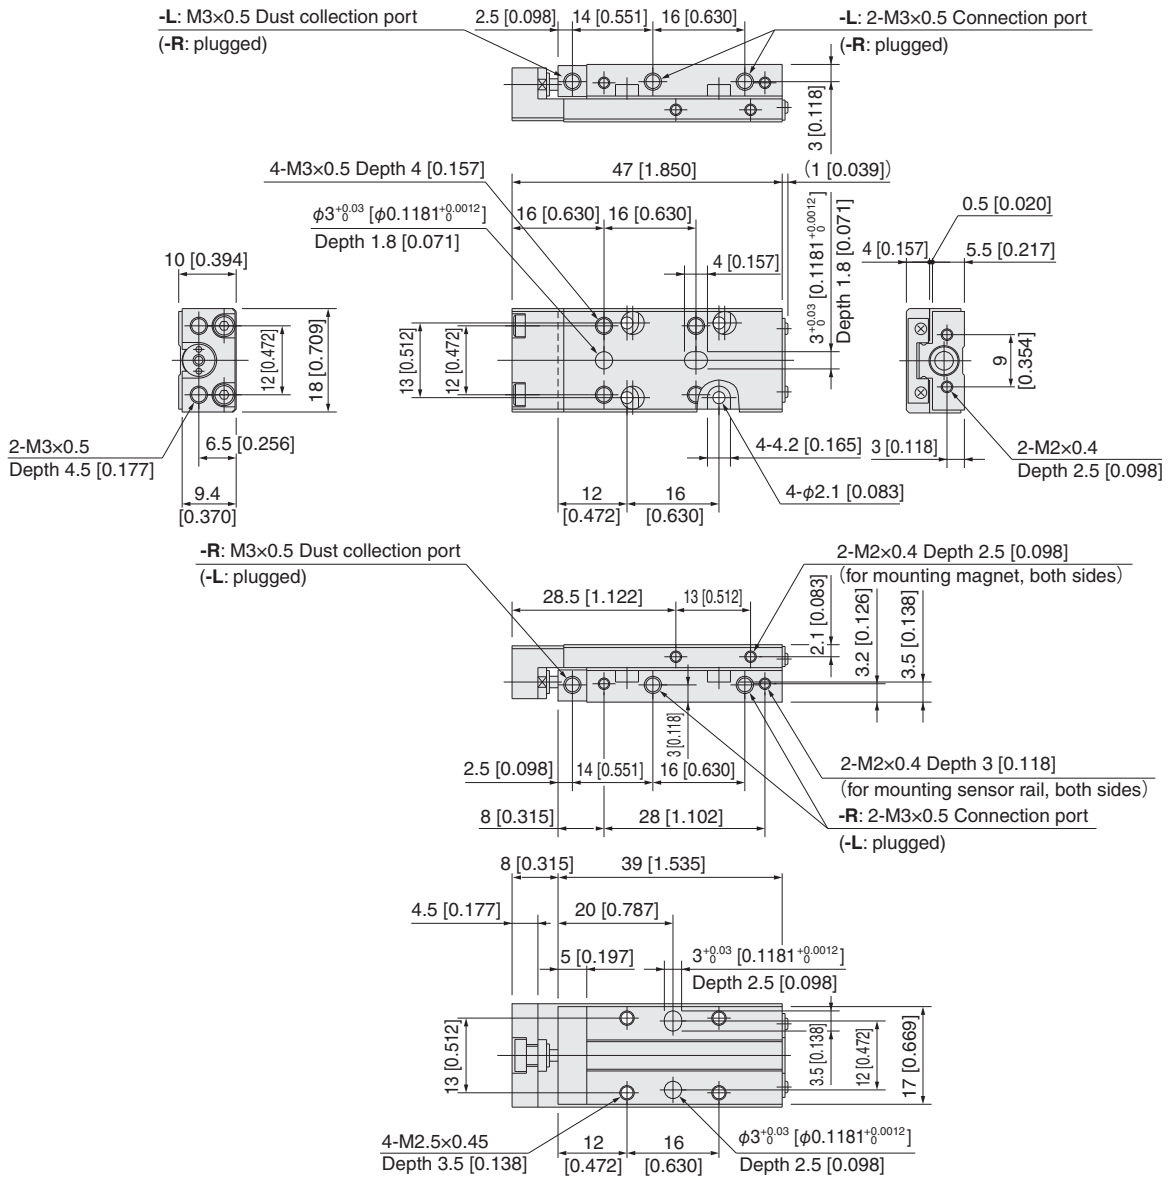 -L: M3×0.5 Dust collection port
(-R: plugged)
2.5 [0.098]
14 [0.551]
16 [0.630]
-L: 2-M3×0.5 Connection port
(-R: plugged)
3 [0.118]
4-M3×0.5 Depth 4 [0.157]
47 [1.850]
(1 [0.039])
φ3+0.03 0 [φ0.1181+0.0012 0]
Depth 1.8 [0.071]
16 [0.630]
16 [0.630]
4 [0.157]
3+0.03 0 [0.1181+0.0012 0]
Depth 1.8 [0.071]
0.5 [0.020]
4 [0.157]
5.5 [0.217]
10 [0.394]
12 [0.472]
18 [0.709]
13 [0.512]
12 [0.472]
9
[0.354]
2-M3×0.5
Depth 4.5 [0.177]
6.5 [0.256]
9.4
[0.370]
4-4.2 [0.165]
4-φ2.1 [0.083]
12
[0.472]
16
[0.630]
3 [0.118]
2-M2×0.4
Depth 2.5 [0.098]
-R: M3×0.5 Dust collection port
(-L: plugged)
2-M2×0.4 Depth 2.5 [0.098]
(for mounting magnet, both sides)
28.5 [1.122]
13 [0.512]
2.1 [0.083]
3.2 [0.126]
3.5 [0.138]
3 [0.118]
2.5 [0.098]
14 [0.551]
16 [0.630]
2-M2×0.4 Depth 3 [0.118]
(for mounting sensor rail, both sides)
8 [0.315]
28 [1.102]
-R: 2-M3×0.5 Connection port
(-L: plugged)
8 [0.315]
39 [1.535]
4.5 [0.177]
20 [0.787]
5 [0.197]
3+0.03 0 [0.1181+0.0012 0]
Depth 2.5 [0.098]
13 [0.512]
3.5 [0.138]
12 [0.472]
17 [0.669]
4-M2.5×0.45
Depth 3.5 [0.138]
12
[0.472]
16
[0.630]
φ3+0.03 0 [φ0.1181+0.0012 0]
Depth 2.5 [0.098]